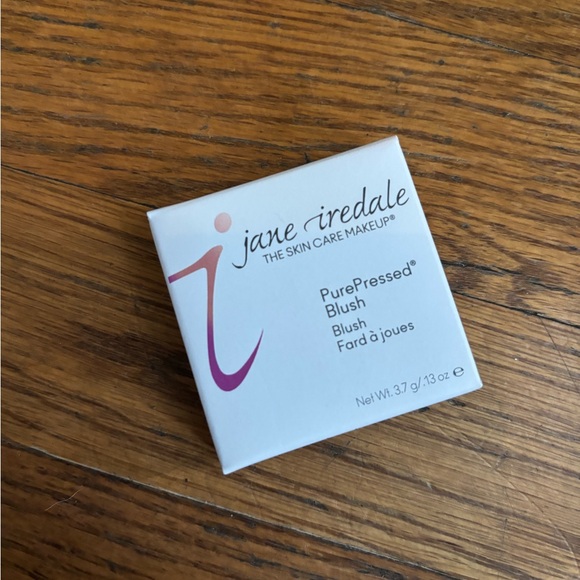 jane iredale
THE SKIN CARE MAKEUP®
PurePressed®
Blush
Blush
Fard à joues
Net Wt. 3.7 g/.13 oz ℮